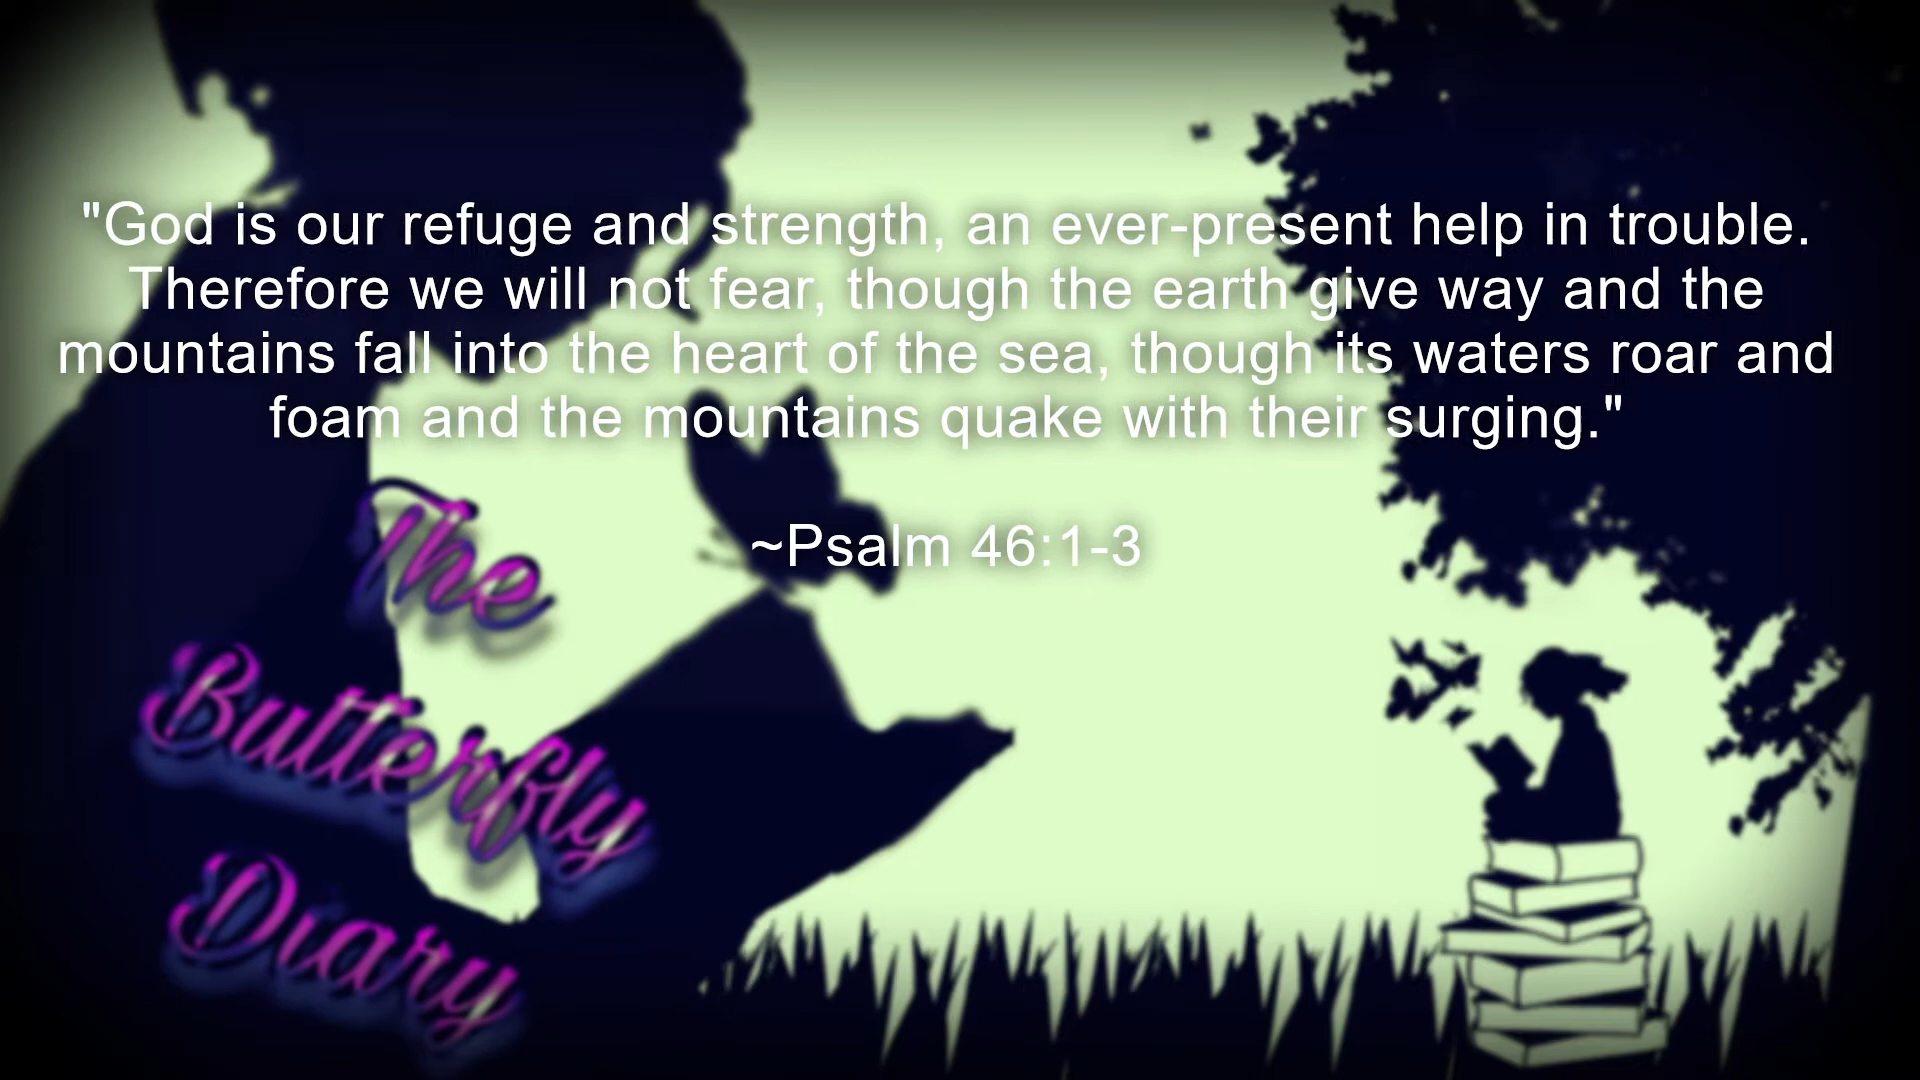 "God is our refuge and strength, an ever-present help in trouble.
Therefore we will not fear, though the earth give way and the
mountains fall into the heart of the sea, though its waters roar and
foam and the mountains quake with their surging."
~Psalm 46:1-3
The
Butterfly
Diary